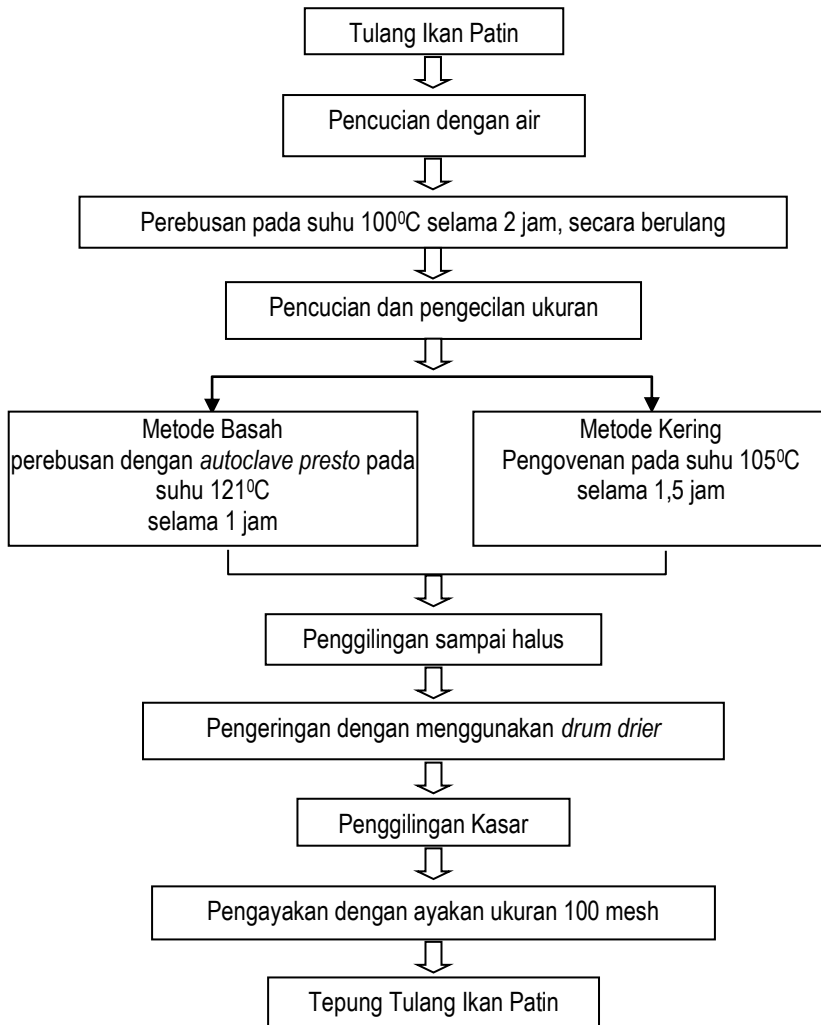 Tulang Ikan Patin
Pencucian dengan air
Perebusan pada suhu 100⁰C selama 2 jam, secara berulang
Pencucian dan pengecilan ukuran
Metode Basah
perebusan dengan autoclave presto pada
suhu 121⁰C
selama 1 jam
Metode Kering
Pengovenan pada suhu 105⁰C
selama 1,5 jam
Penggilingan sampai halus
Pengeringan dengan menggunakan drum drier
Penggilingan Kasar
Pengayakan dengan ayakan ukuran 100 mesh
Tepung Tulang Ikan Patin